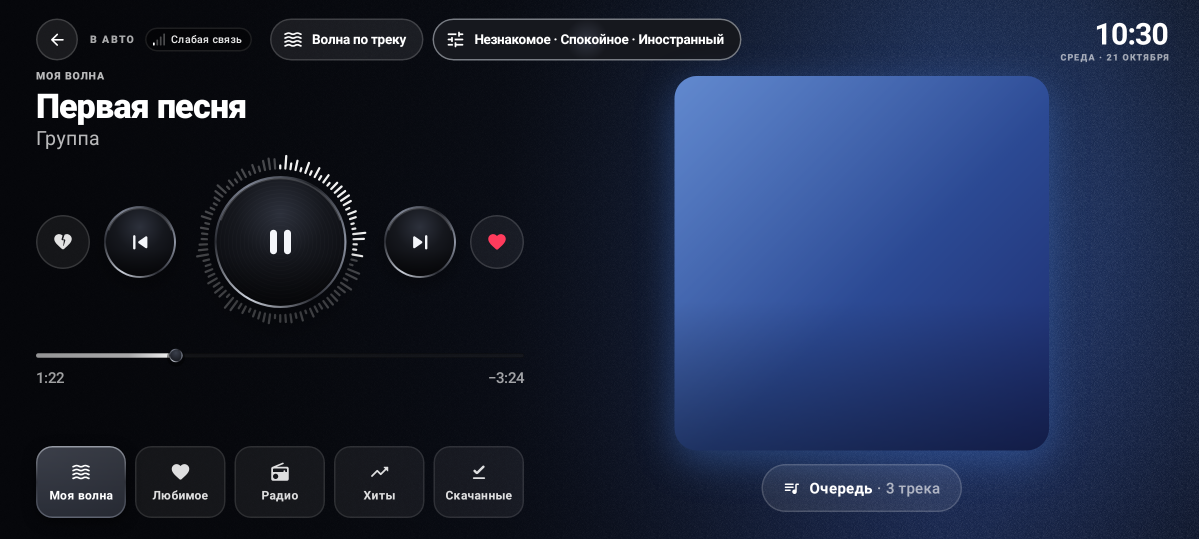 В АВТО
Слабая связь
Волна по треку
Незнакомое · Спокойное · Иностранный
10:30
СРЕДА · 21 ОКТЯБРЯ
МОЯ ВОЛНА
Первая песня
Группа
1:22
−3:24
Моя волна
Любимое
Радио
Хиты
Скачанные
Очередь · 3 трека